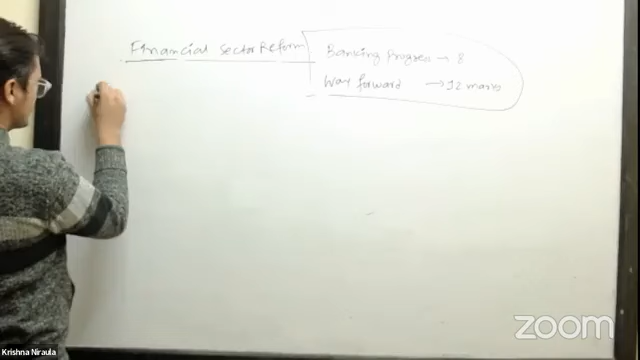 Financial Sector Reform
Banking Progress → 8
Way forward → 12 marks
zoom
Krishna Niraula